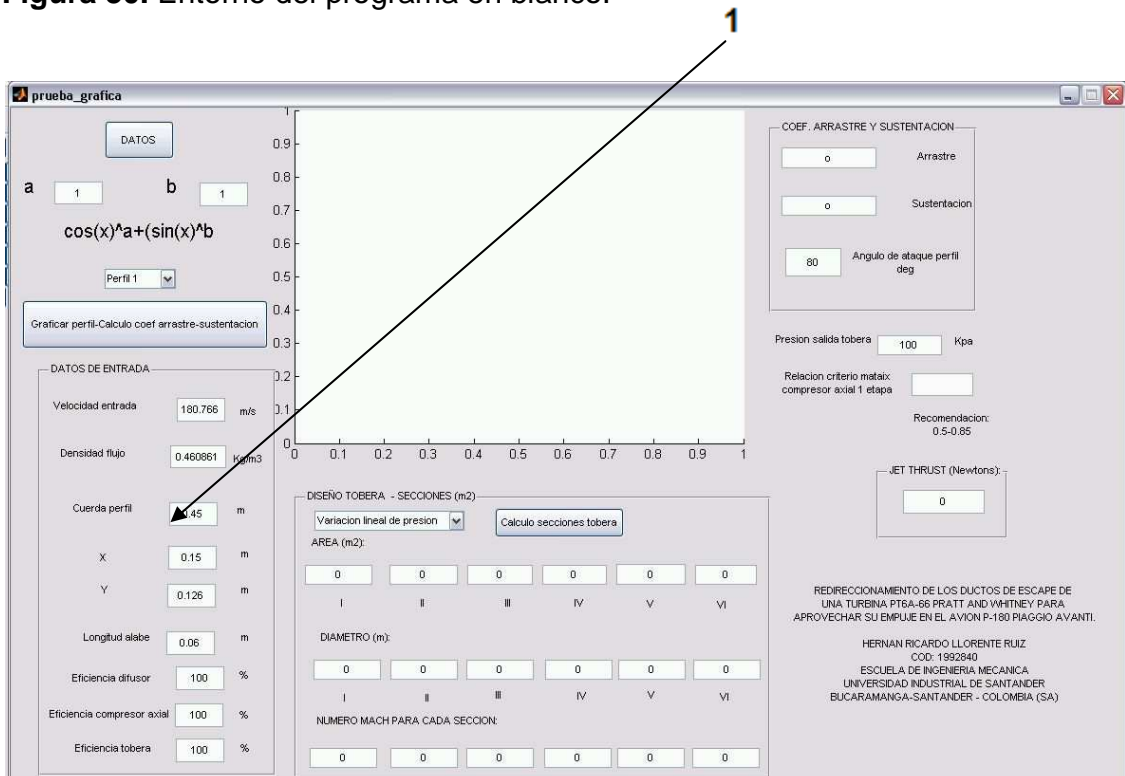 Figura 86. Entorno del programa en blanco.
1
prueba_grafica
DATOS
a 1 b 1
cos(x)^a+(sin(x)^b
Perfil 1
Graficar perfil-Calculo coef arrastre-sustentacion
DATOS DE ENTRADA
Velocidad entrada 180.766 m/s
Densidad flujo 0.460861 Kg/m3
Cuerda perfil 0.45 m
X 0.15 m
Y 0.126 m
Longitud alabe 0.06 m
Eficiencia difusor 100 %
Eficiencia compresor axial 100 %
Eficiencia tobera 100 %
1
0.9
0.8
0.7
0.6
0.5
0.4
0.3
0.2
0.1
0
0 0.1 0.2 0.3 0.4 0.5 0.6 0.7 0.8 0.9 1
DISEÑO TOBERA - SECCIONES (m2)
Variacion lineal de presion
Calculo secciones tobera
AREA (m2):
0 0 0 0 0 0
I II III IV V VI
DIAMETRO (m):
0 0 0 0 0 0
I II III IV V VI
NUMERO MACH PARA CADA SECCION:
0 0 0 0 0 0
COEF. ARRASTRE Y SUSTENTACION
o Arrastre
o Sustentacion
80 Angulo de ataque perfil
deg
Presion salida tobera 100 Kpa
Relacion criterio mataix
compresor axial 1 etapa
Recomendacion:
0.5-0.85
JET THRUST (Newtons):
0
REDIRECCIONAMIENTO DE LOS DUCTOS DE ESCAPE DE
UNA TURBINA PT6A-66 PRATT AND WHITNEY PARA
APROVECHAR SU EMPUJE EN EL AVION P-180 PIAGGIO AVANTI.
HERNAN RICARDO LLORENTE RUIZ
COD: 1992840
ESCUELA DE INGENIERIA MECANICA
UNIVERSIDAD INDUSTRIAL DE SANTANDER
BUCARAMANGA-SANTANDER - COLOMBIA (SA)